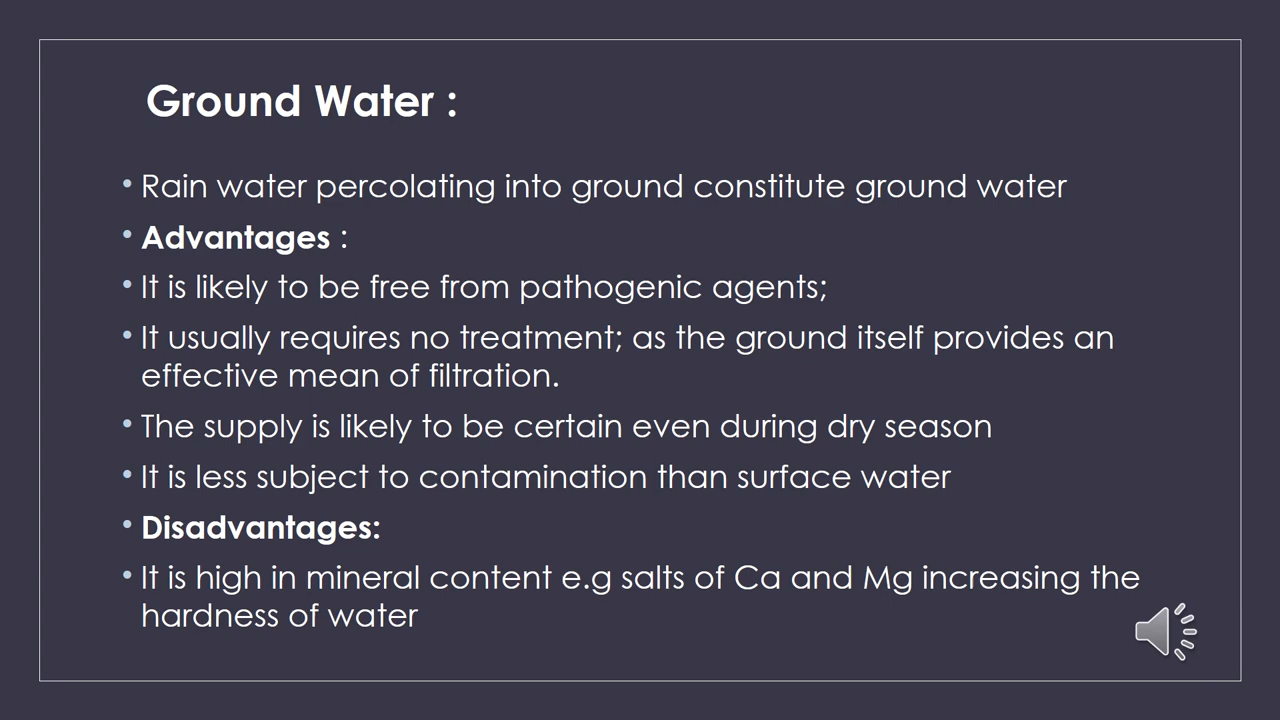 Ground Water :
• Rain water percolating into ground constitute ground water
• Advantages :
• It is likely to be free from pathogenic agents;
• It usually requires no treatment; as the ground itself provides an
effective mean of filtration.
• The supply is likely to be certain even during dry season
• It is less subject to contamination than surface water
• Disadvantages:
• It is high in mineral content e.g salts of Ca and Mg increasing the
hardness of water